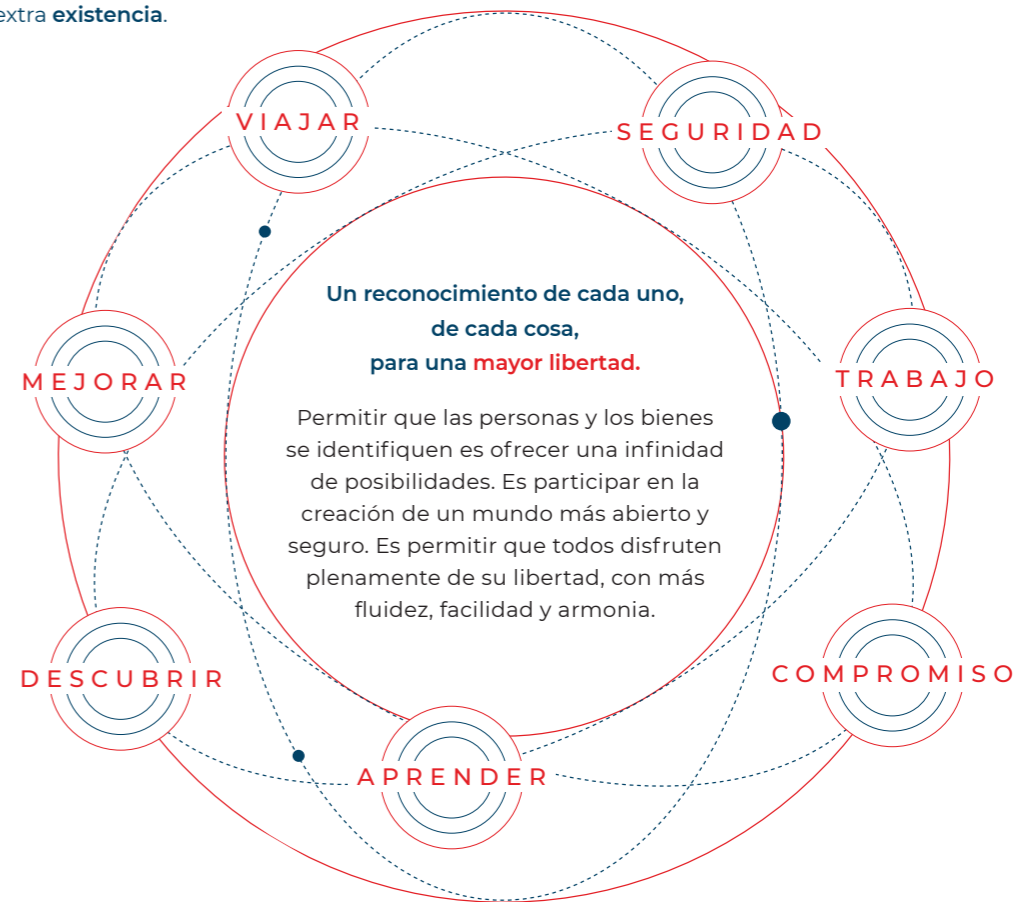 extra existencia.
VIAJAR
SEGURIDAD
Un reconocimiento de cada uno,
de cada cosa,
para una mayor libertad.
MEJORAR
TRABAJO
Permitir que las personas y los bienes
se identifiquen es ofrecer una infinidad
de posibilidades. Es participar en la
creación de un mundo más abierto y
seguro. Es permitir que todos disfruten
plenamente de su libertad, con más
fluidez, facilidad y armonia.
DESCUBRIR
COMPROMISO
APRENDER